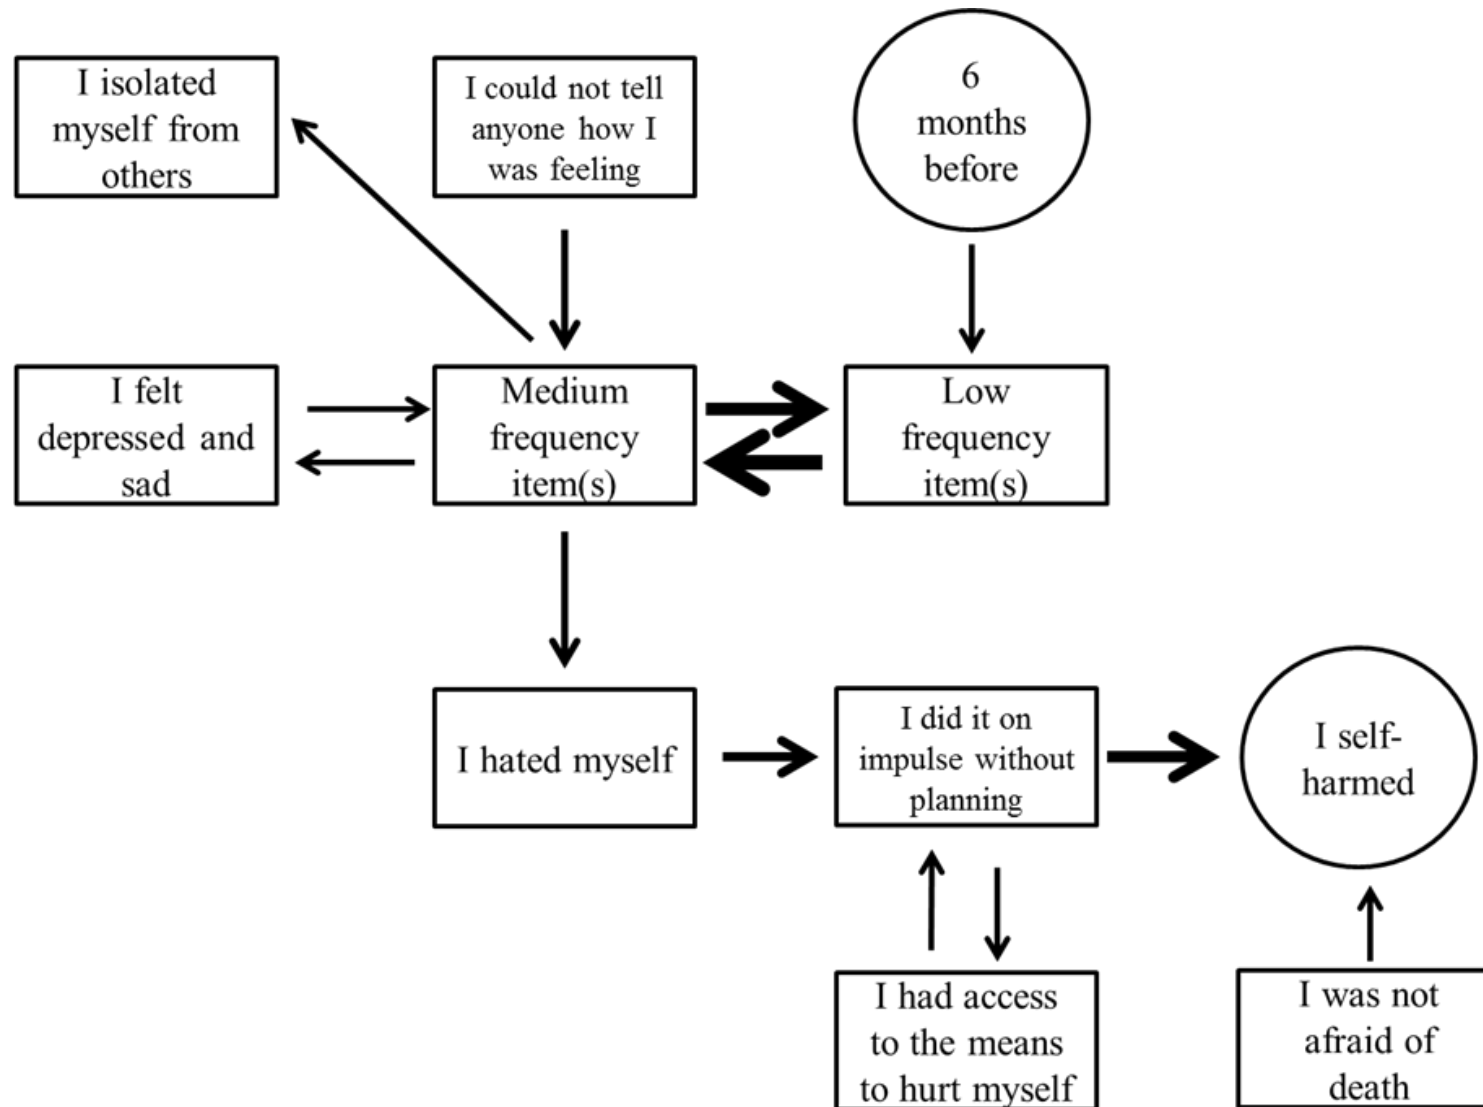 I isolated
myself from
others
I could not tell
anyone how I
was feeling
6
months
before
I felt
depressed and
sad
Medium
frequency
item(s)
Low
frequency
item(s)
I hated myself
I did it on
impulse without
planning
I self-
harmed
I had access
to the means
to hurt myself
I was not
afraid of
death